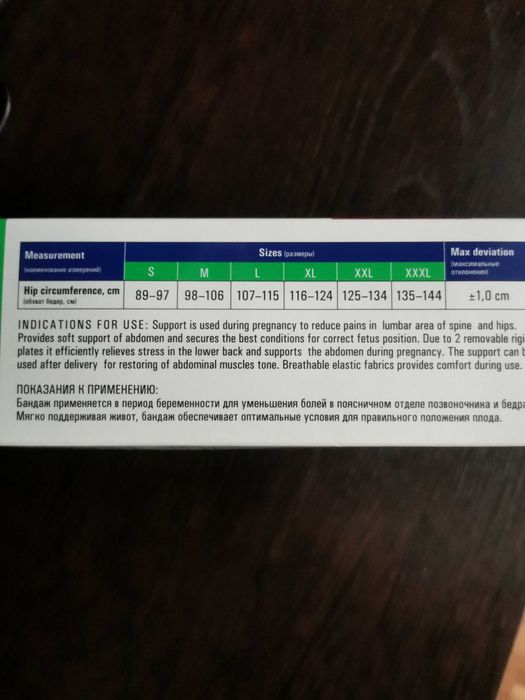 Measurement
(наименование измерений)
Sizes (размеры)
Max deviation
(максимальные
отклонения)
S M L XL XXL XXXL
Hip circumference, cm
(обхват бедер, см)
89–97 98–106 107–115 116–124 125–134 135–144 ±1,0 cm
INDICATIONS FOR USE: Support is used during pregnancy to reduce pains in lumbar area of spine and hips.
Provides soft support of abdomen and secures the best conditions for correct fetus position. Due to 2 removable rigi
plates it efficiently relieves stress in the lower back and supports the abdomen during pregnancy. The support can b
used after delivery for restoring of abdominal muscles tone. Breathable elastic fabrics provides comfort during use.
ПОКАЗАНИЯ К ПРИМЕНЕНИЮ:
Бандаж применяется в период беременности для уменьшения болей в поясничном отделе позвоночника и бедра
Мягко поддерживая живот, бандаж обеспечивает оптимальные условия для правильного положения плода.